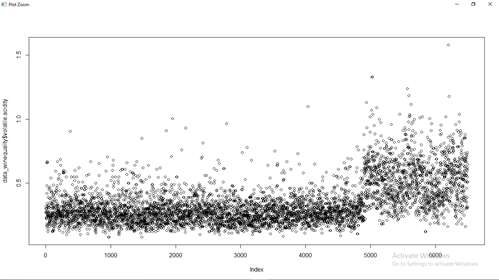 Plot Zoom
data_winequality$volatile.acidity
1.5
1.0
0.5
0 1000 2000 3000 4000 5000 6000
Index
Activate Windows
Go to Settings to activate Windows.